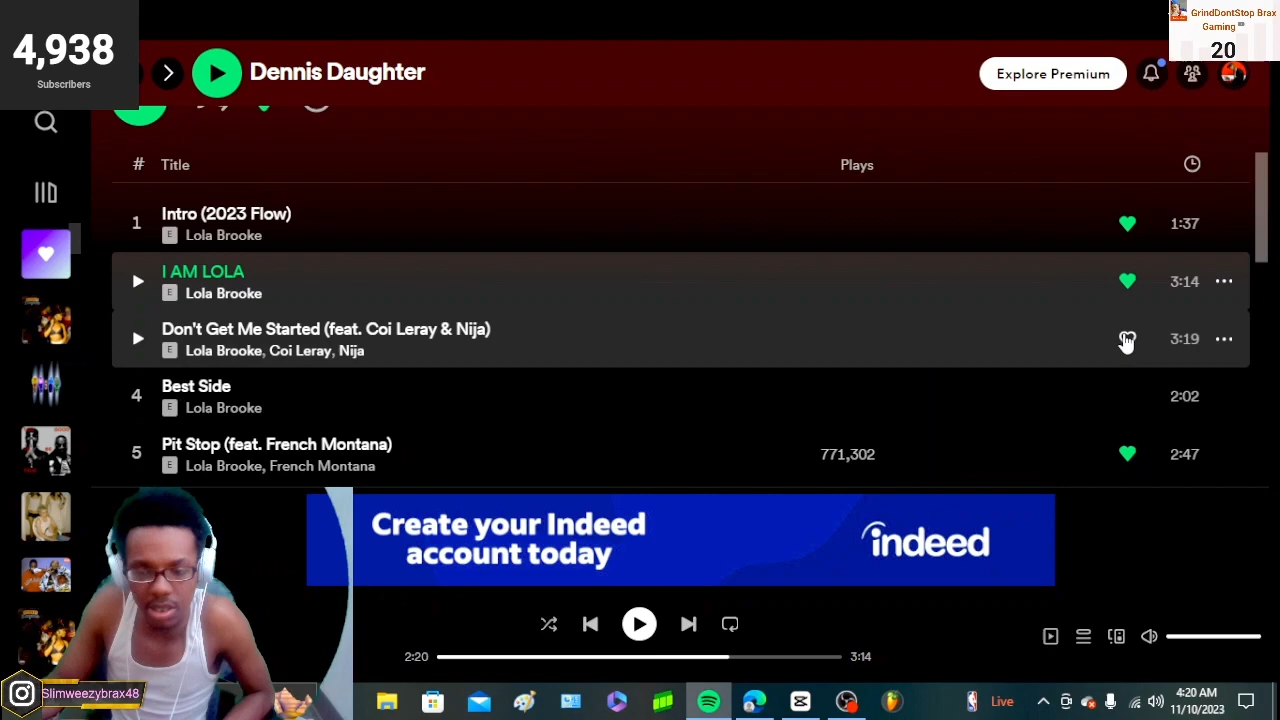 4,938
Subscribers
GrindDontStop Brax
Gaming
20
Dennis Daughter
Explore Premium
# Title Plays
1 Intro (2023 Flow) 1:37
E Lola Brooke
I AM LOLA 3:14
E Lola Brooke
Don't Get Me Started (feat. Coi Leray & Nija) 3:19
E Lola Brooke, Coi Leray, Nija
4 Best Side 2:02
E Lola Brooke
5 Pit Stop (feat. French Montana) 771,302 2:47
E Lola Brooke, French Montana
Create your Indeed
account today
indeed
2:20 3:14
Slimweezybrax48
Live
4:20 AM
11/10/2023